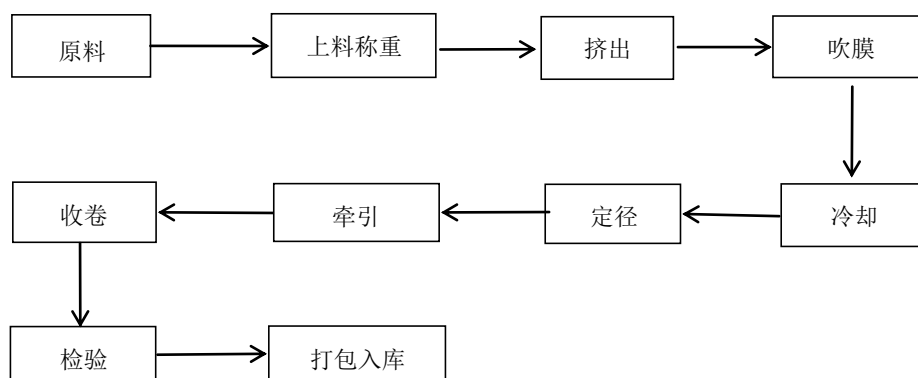 原料
上料称重
挤出
吹膜
冷却
定径
牵引
收卷
检验
打包入库